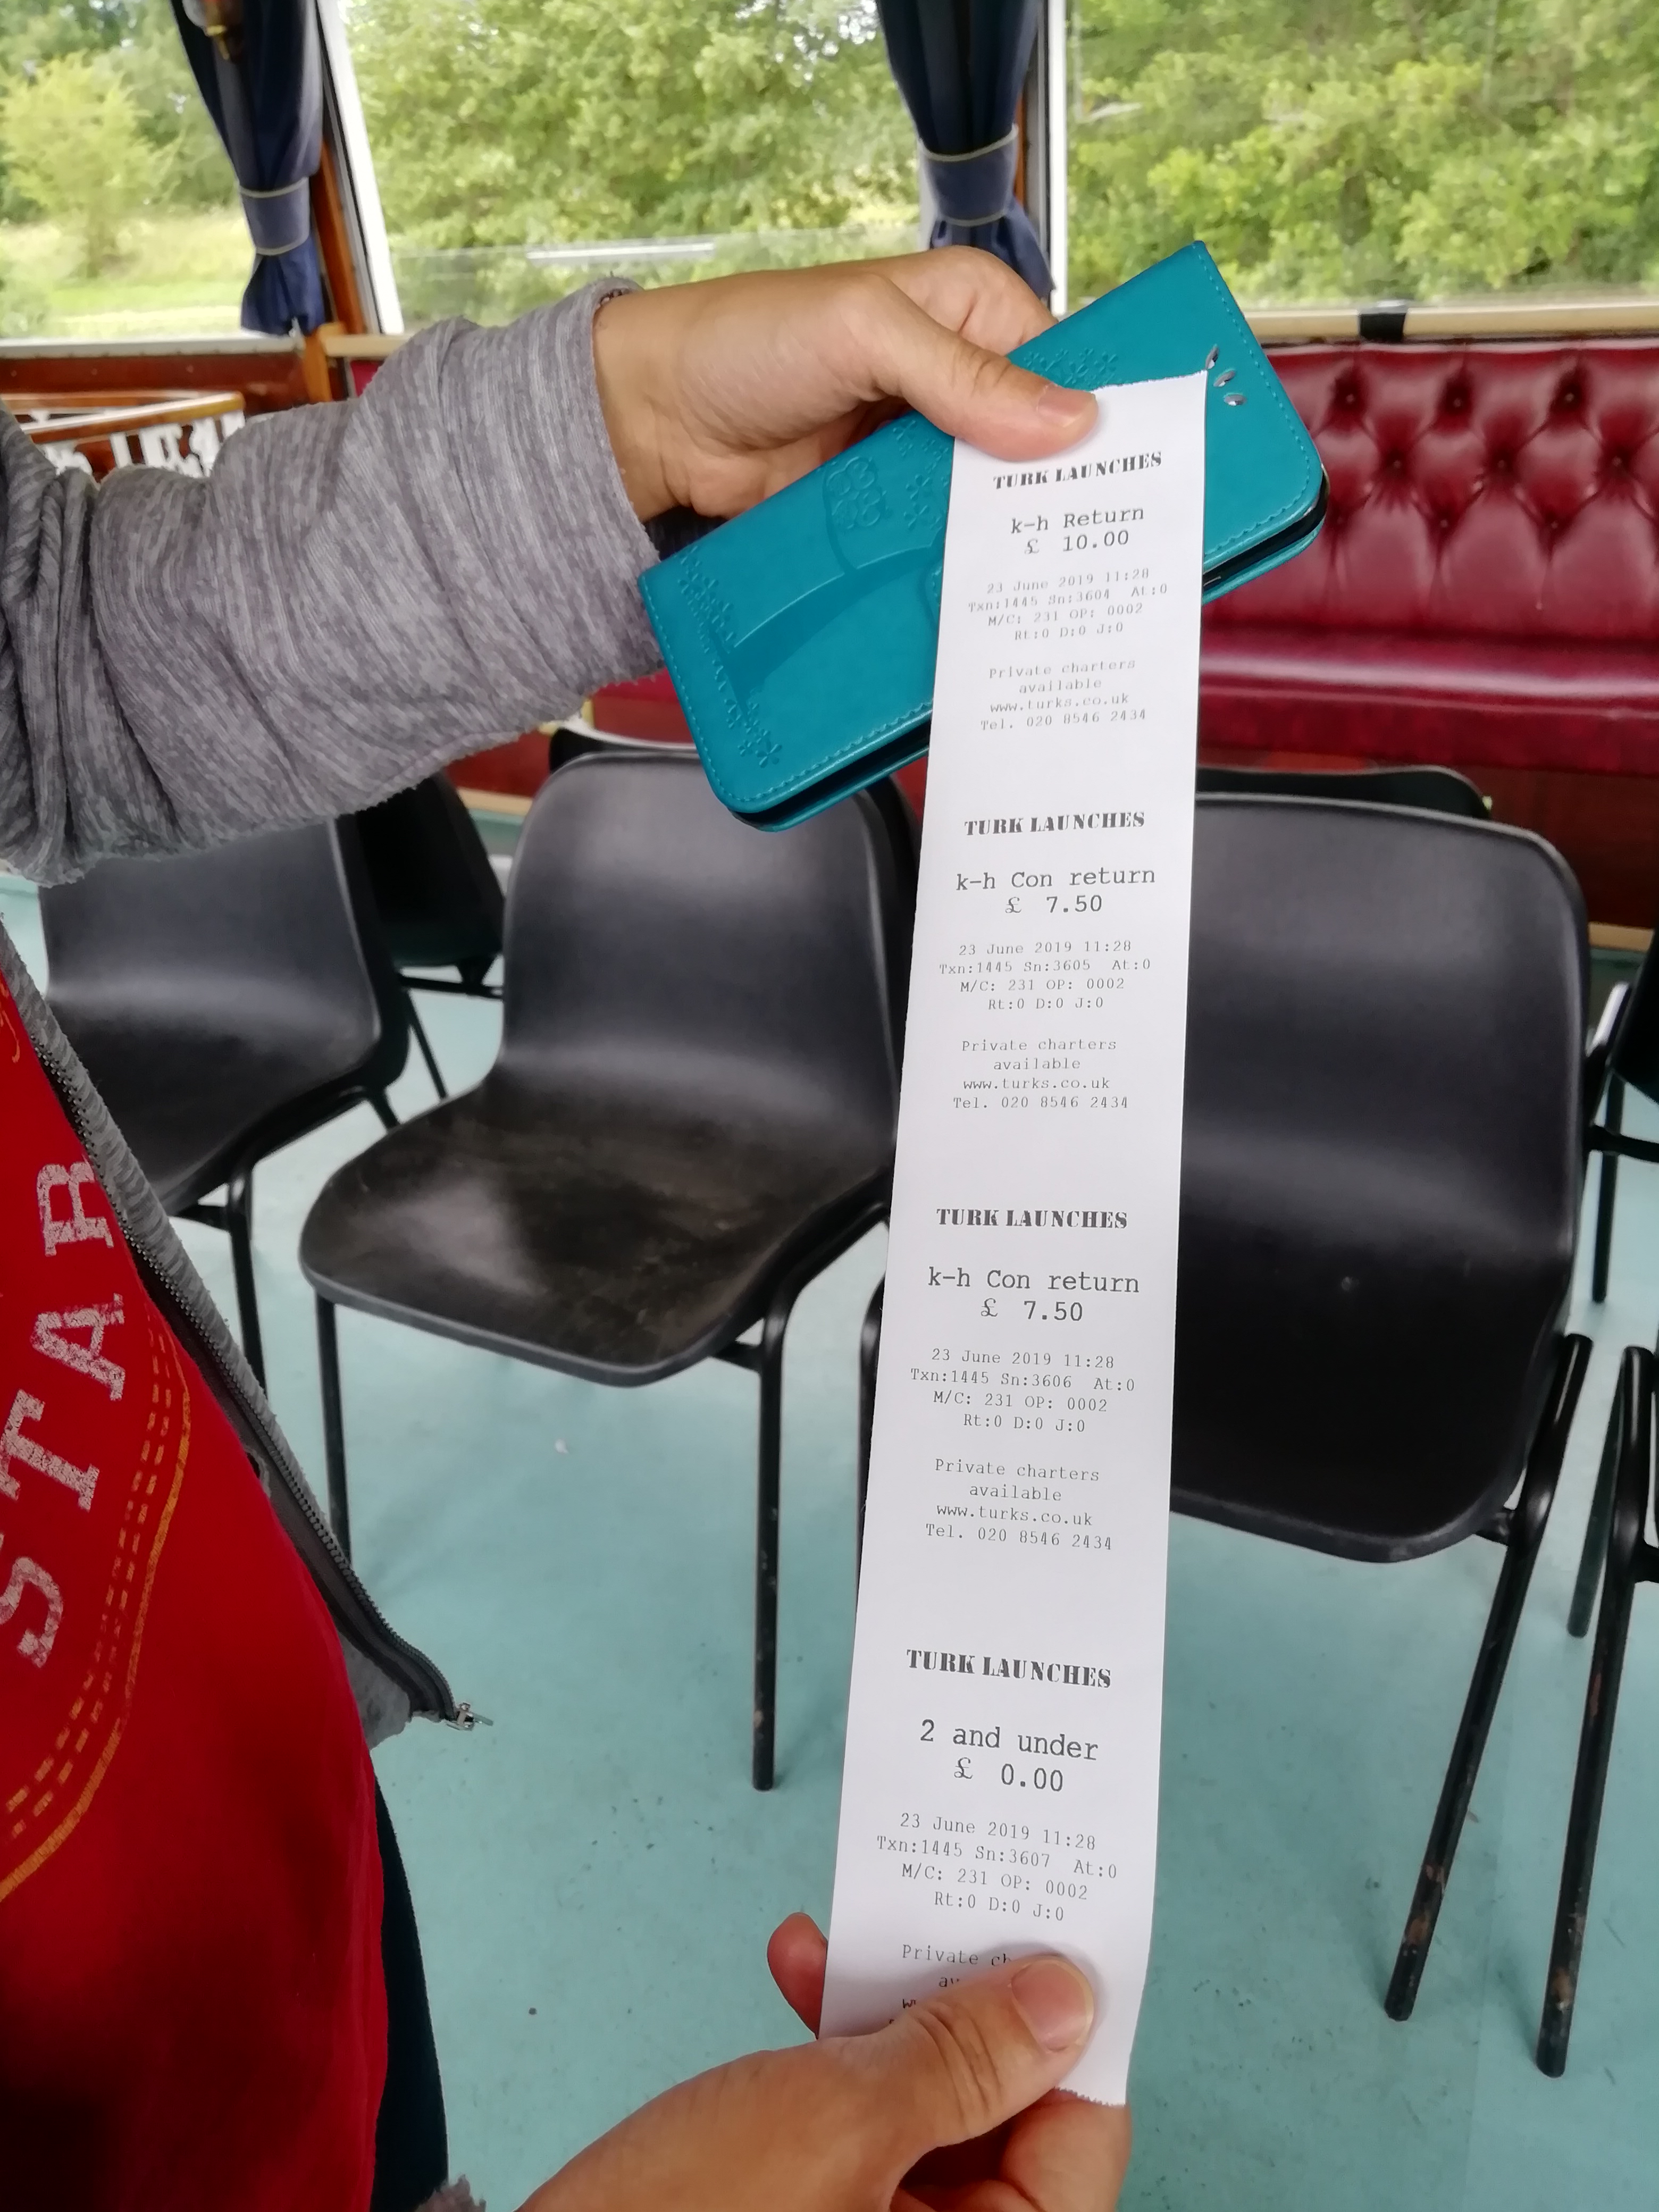 TURK LAUNCHES
k-h Return
£ 10.00
23 June 2019 11:28
Txn:1445 Sn:3604 At:0
M/C: 231 OP: 0002
Rt:0 D:0 J:0
Private charters
available
www.turks.co.uk
Tel. 020 8546 2434
TURK LAUNCHES
k-h Con return
£ 7.50
23 June 2019 11:28
Txn:1445 Sn:3605 At:0
M/C: 231 OP: 0002
Rt:0 D:0 J:0
Private charters
available
www.turks.co.uk
Tel. 020 8546 2434
TURK LAUNCHES
k-h Con return
£ 7.50
23 June 2019 11:28
Txn:1445 Sn:3606 At:0
M/C: 231 OP: 0002
Rt:0 D:0 J:0
Private charters
available
www.turks.co.uk
Tel. 020 8546 2434
TURK LAUNCHES
2 and under
£ 0.00
23 June 2019 11:28
Txn:1445 Sn:3607 At:0
M/C: 231 OP: 0002
Rt:0 D:0 J:0
Private
STAR